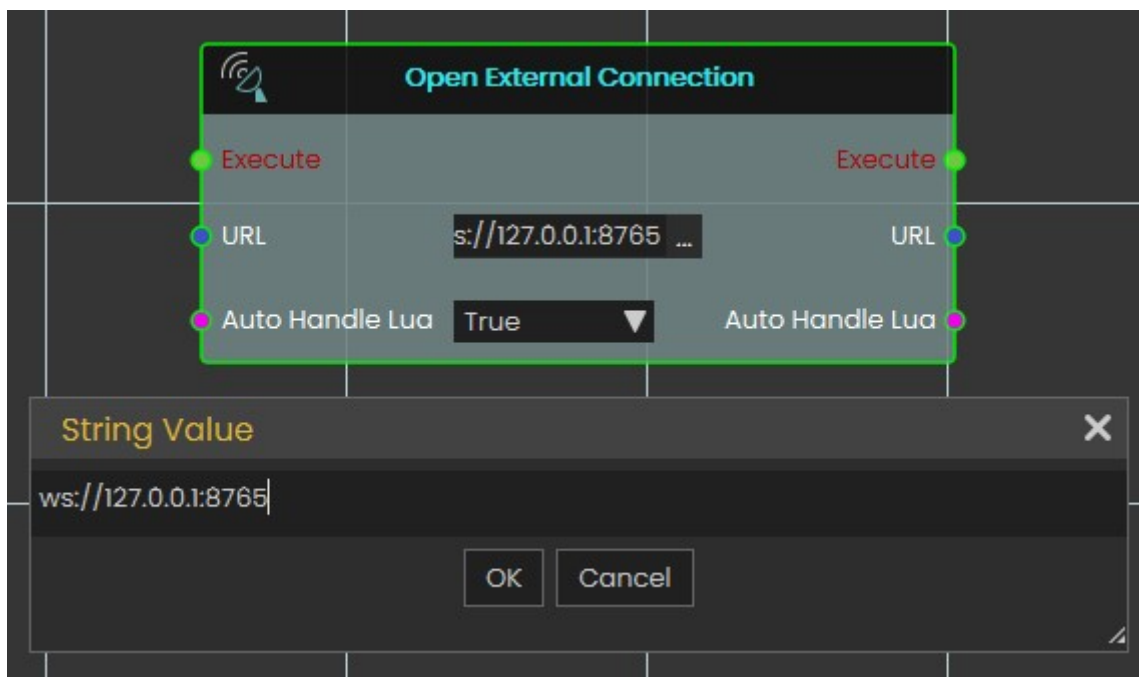 Open External Connection
Execute Execute
URL s://127.0.0.1:8765 ... URL
Auto Handle Lua True Auto Handle Lua
String Value
ws://127.0.0.1:8765
OK Cancel